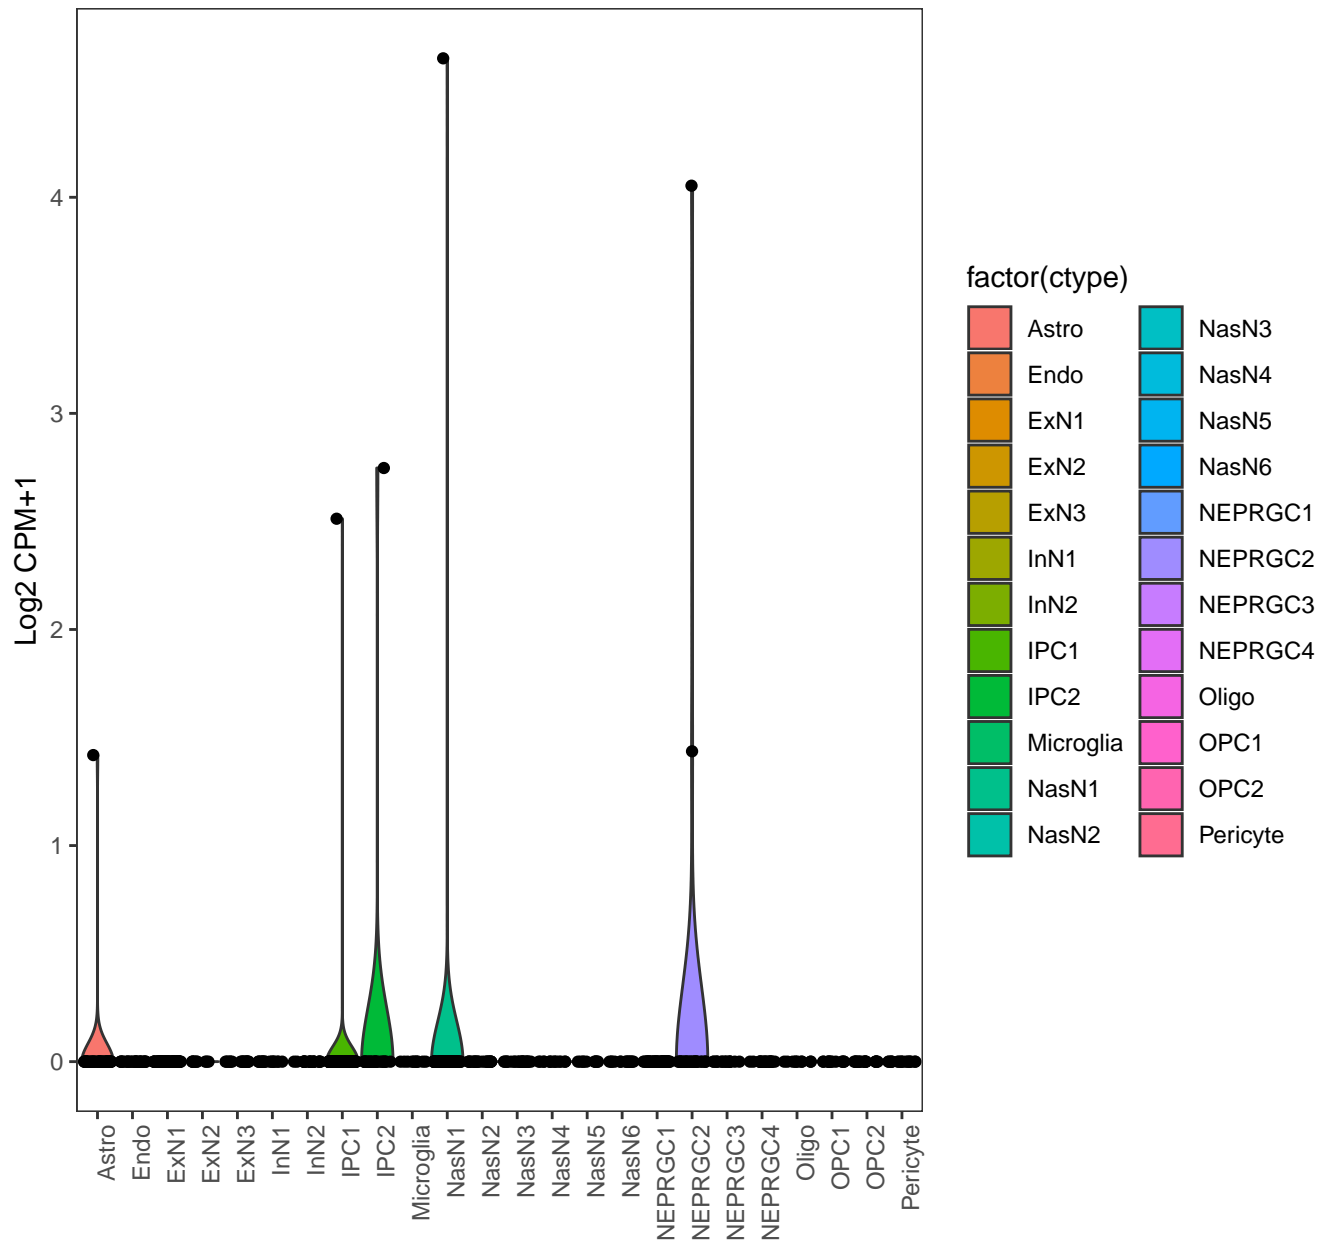 Log2 CPM+1
4
3
2
1
0
Astro
Endo
ExN1
ExN2
ExN3
InN1
InN2
IPC1
IPC2
Microglia
NasN1
NasN2
NasN3
NasN4
NasN5
NasN6
NEPRGC1
NEPRGC2
NEPRGC3
NEPRGC4
Oligo
OPC1
OPC2
Pericyte
factor(ctype)
Astro
Endo
ExN1
ExN2
ExN3
InN1
InN2
IPC1
IPC2
Microglia
NasN1
NasN2
NasN3
NasN4
NasN5
NasN6
NEPRGC1
NEPRGC2
NEPRGC3
NEPRGC4
Oligo
OPC1
OPC2
Pericyte